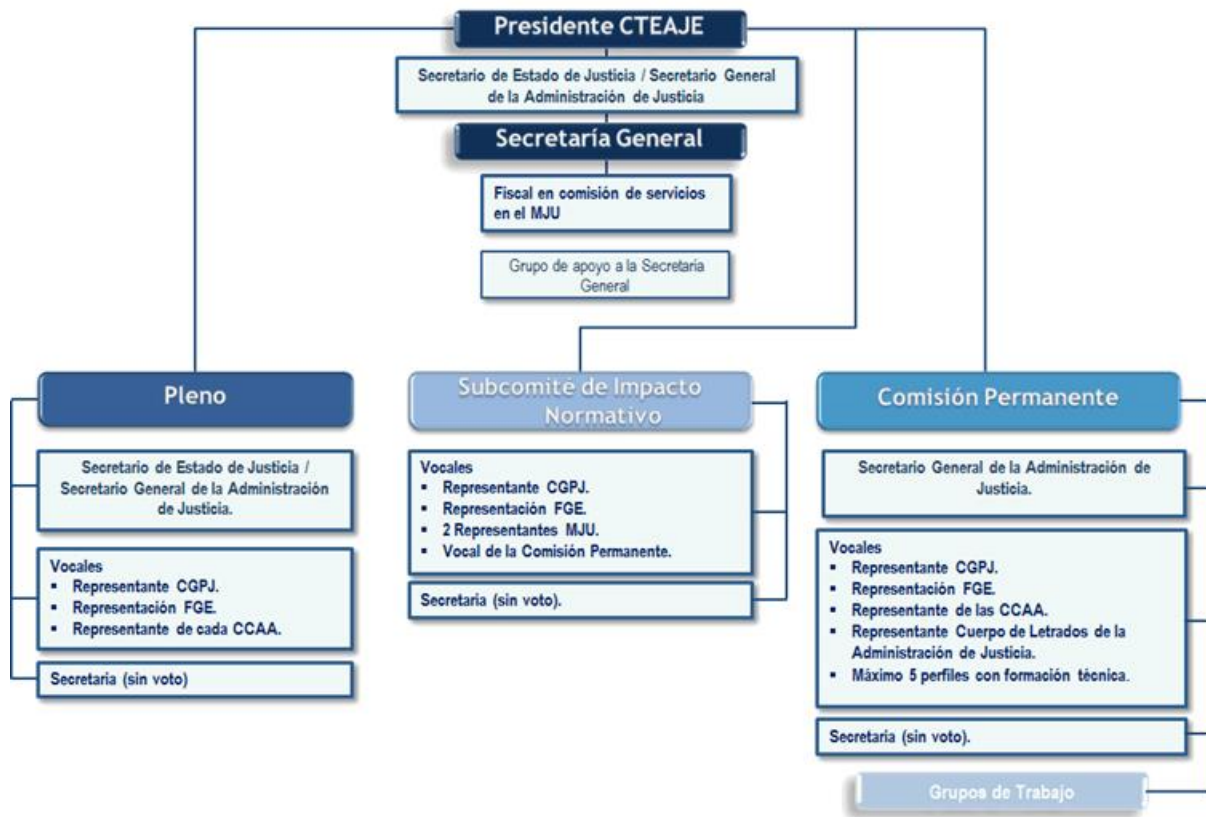 Presidente CTEAJE
Secretario de Estado de Justicia / Secretario General
de la Administración de Justicia
Secretaría General
Fiscal en comisión de servicios
en el MJU
Grupo de apoyo a la Secretaría
General
Pleno
Secretario de Estado de Justicia /
Secretario General de la Administración
de Justicia.
Vocales
▪ Representante CGPJ.
▪ Representación FGE.
▪ Representante de cada CCAA.
Secretaria (sin voto)
Subcomité de Impacto
Normativo
Vocales
▪ Representante CGPJ.
▪ Representación FGE.
▪ 2 Representantes MJU.
▪ Vocal de la Comisión Permanente.
Secretaria (sin voto).
Comisión Permanente
Secretario General de la Administración de
Justicia.
Vocales
▪ Representante CGPJ.
▪ Representación FGE.
▪ Representante de las CCAA.
▪ Representante Cuerpo de Letrados de la
Administración de Justicia.
▪ Máximo 5 perfiles con formación técnica.
Secretaria (sin voto).
Grupos de Trabajo